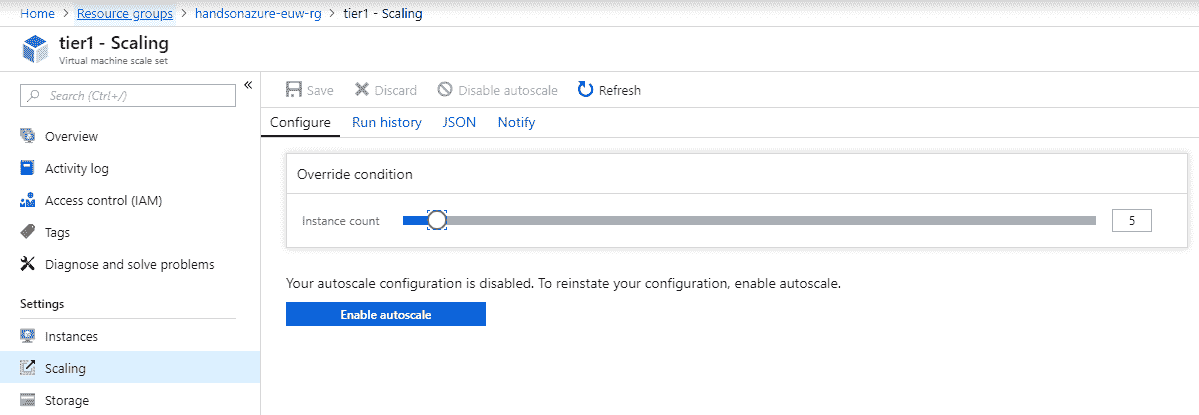 Home > Resource groups > handsonazure-euw-rg > tier1 - Scaling
tier1 - Scaling
Virtual machine scale set
Search (Ctrl+/)
«
Overview
Activity log
Access control (IAM)
Tags
Diagnose and solve problems
Settings
Instances
Scaling
Storage
Save Discard Disable autoscale Refresh
Configure Run history JSON Notify
Override condition
Instance count 5
Your autoscale configuration is disabled. To reinstate your configuration, enable autoscale.
Enable autoscale